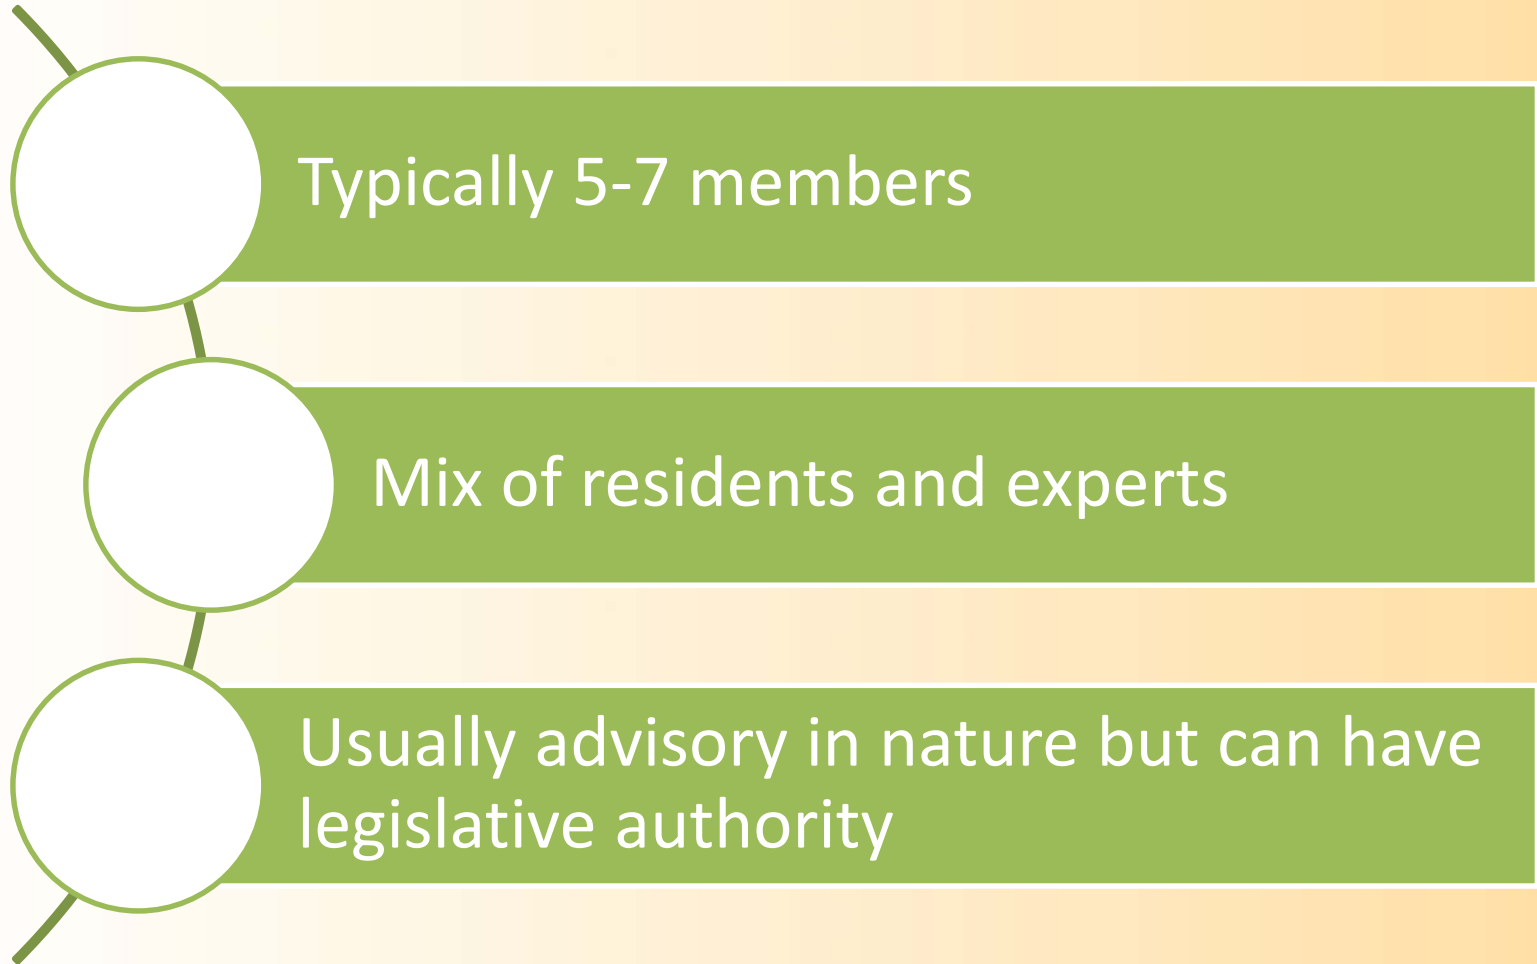 Typically 5-7 members
Mix of residents and experts
Usually advisory in nature but can have
legislative authority